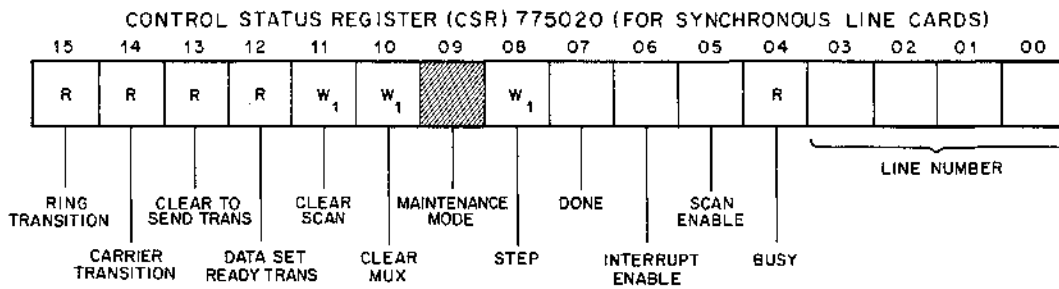 CONTROL STATUS REGISTER (CSR) 775020 (FOR SYNCHRONOUS LINE CARDS)
15 14 13 12 11 10 09 08 07 06 05 04 03 02 01 00
R R R R W1 W1 W1 R
LINE NUMBER
RING TRANSITION
CLEAR TO SEND TRANS
CLEAR SCAN
MAINTENANCE MODE
DONE
SCAN ENABLE
CARRIER TRANSITION
DATA SET READY TRANS
CLEAR MUX
STEP
INTERRUPT ENABLE
BUSY